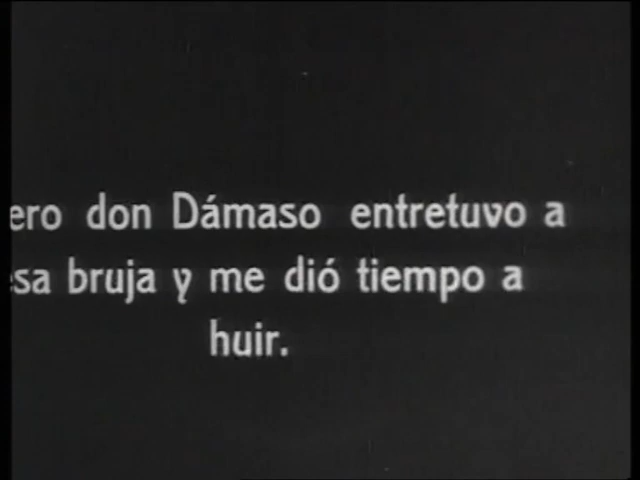 ero don Dámaso entretuvo a
sa bruja y me dió tiempo a
huir.